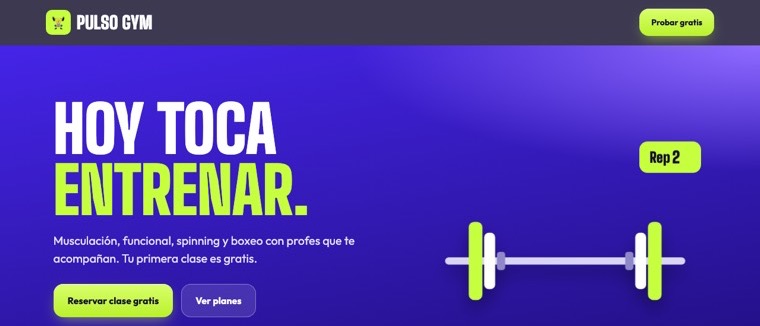 PULSO GYM
Probar gratis
HOY TOCA
ENTRENAR.
Rep 2
Musculación, funcional, spinning y boxeo con profes que te
acompañan. Tu primera clase es gratis.
Reservar clase gratis
Ver planes